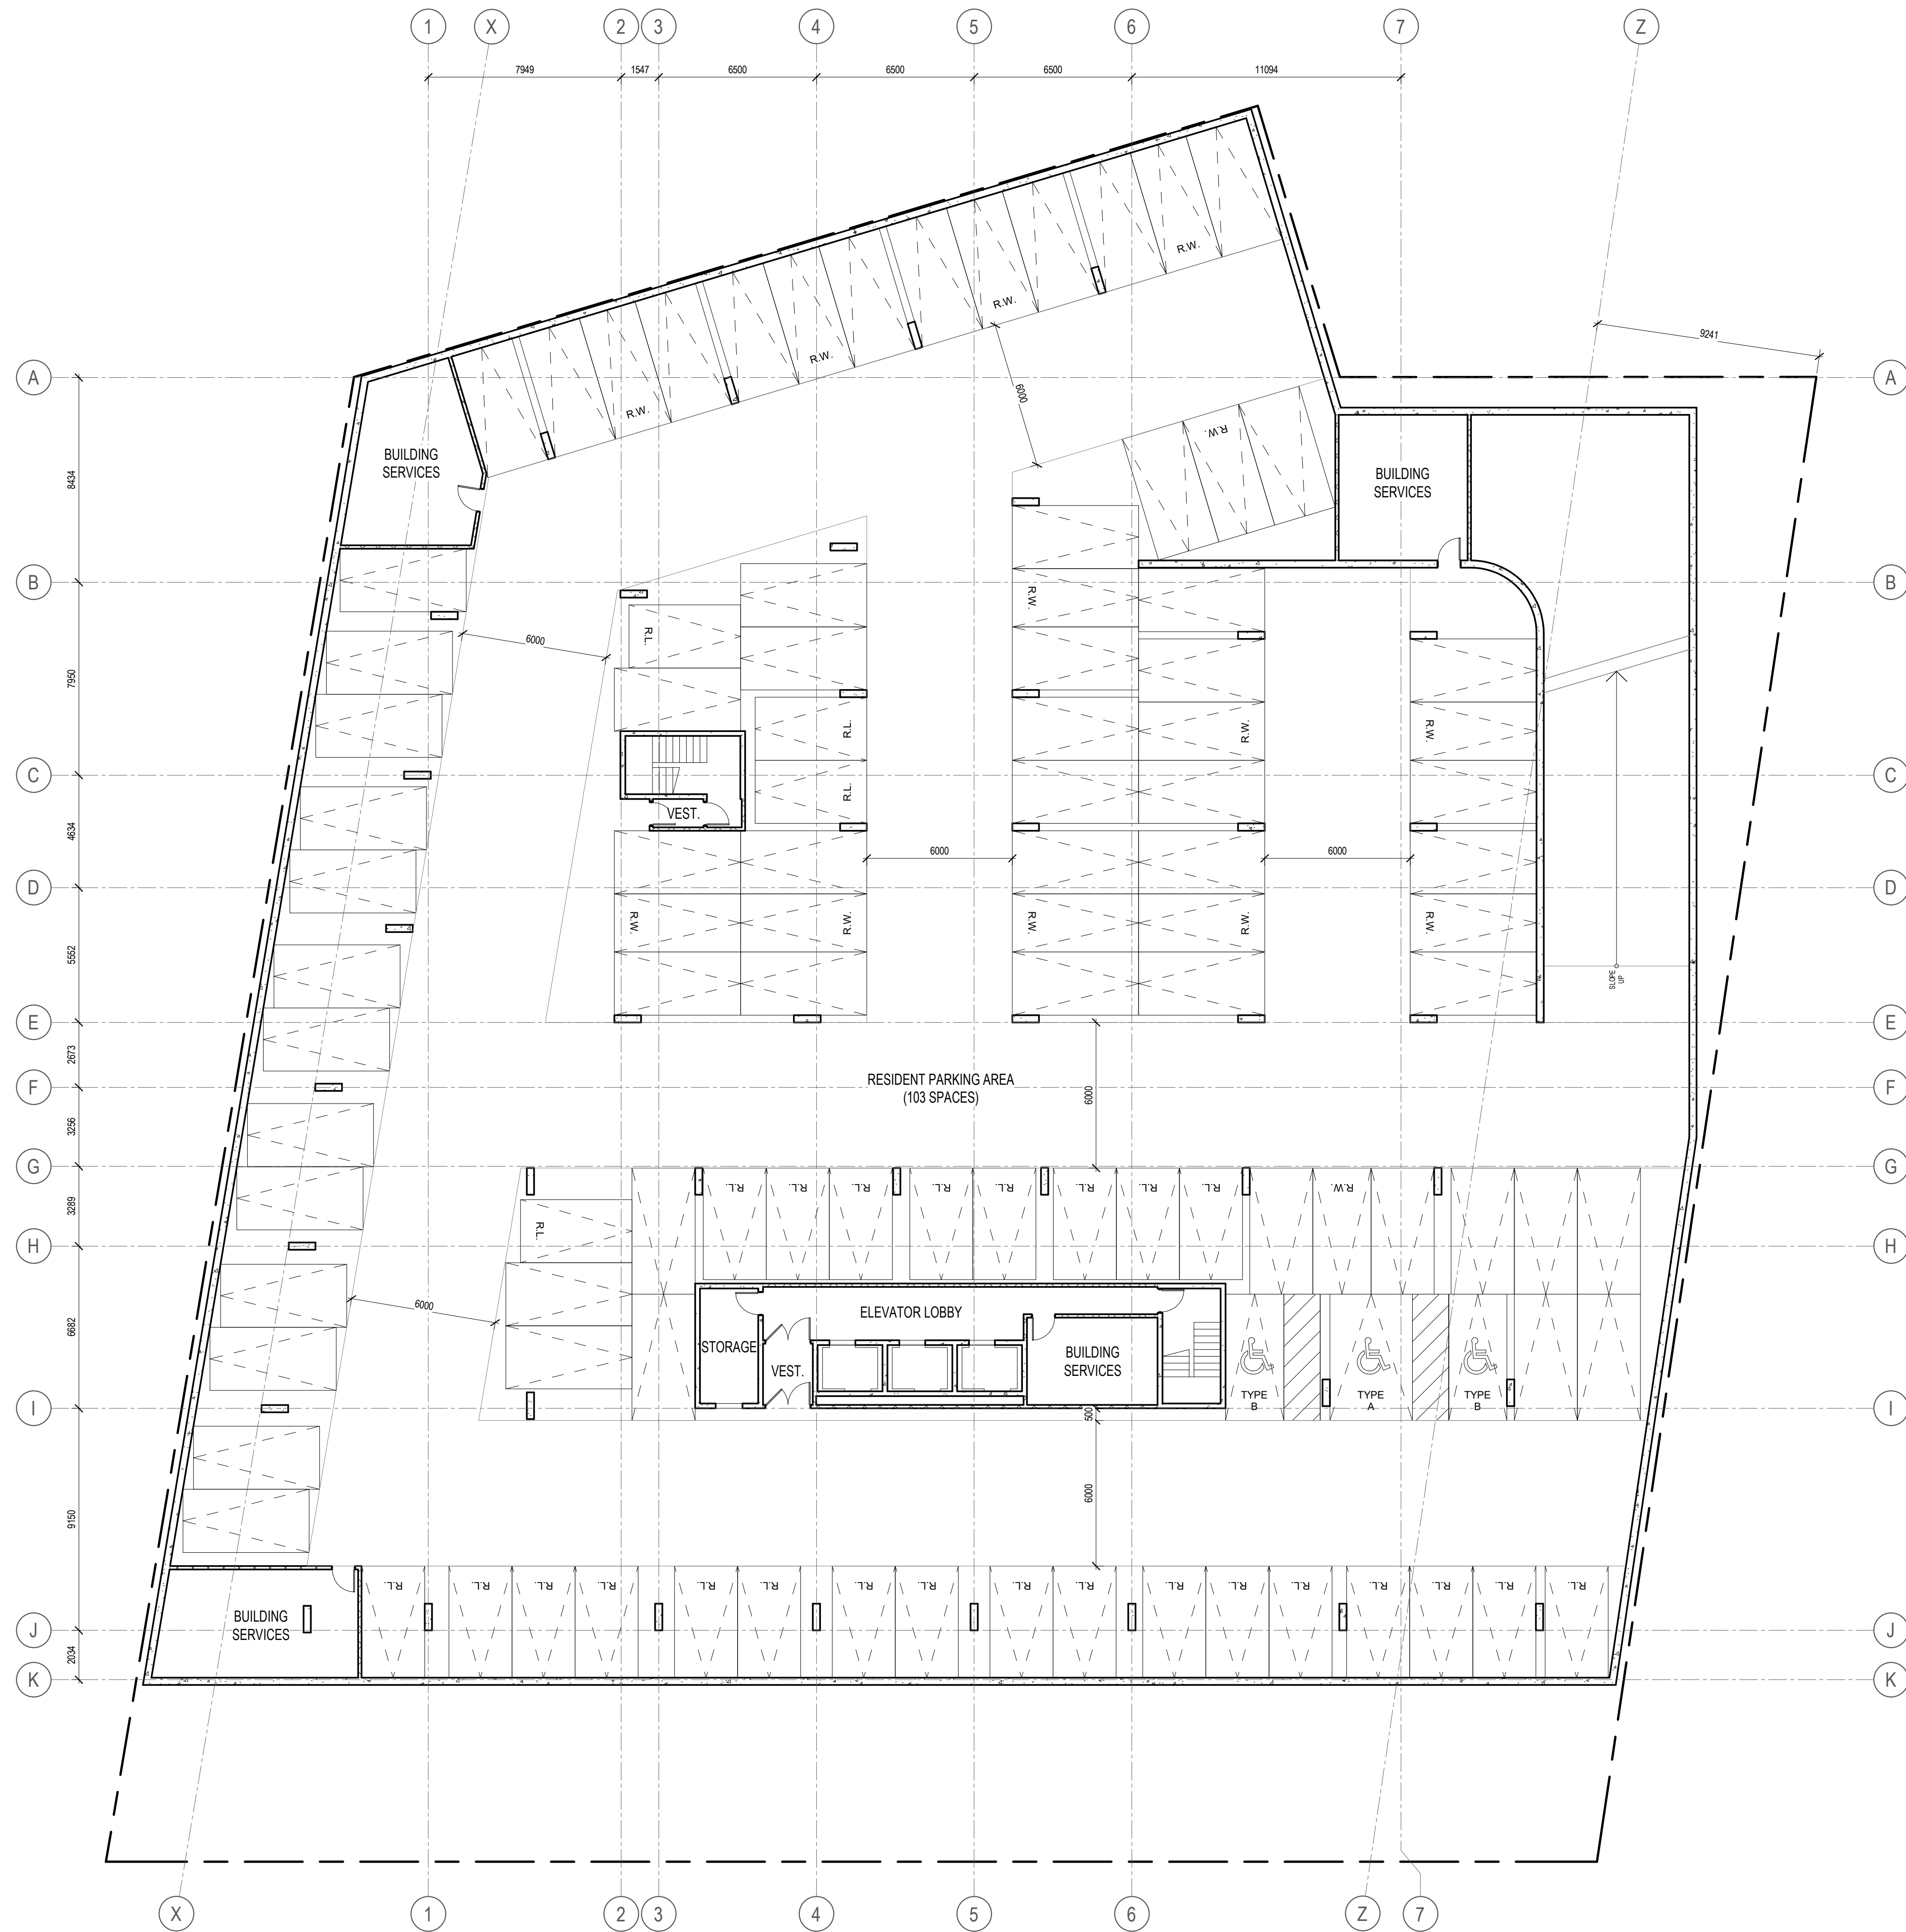 1 X 2 3 4 5 6 7 Z
7949 1547 6500 6500 6500 11094
9241
R.W.
R.W.
R.W.
6000
A A
R.W.
R.W.
BUILDING
SERVICES
BUILDING
SERVICES
8434
B B
R.W.
R.L.
6000
7950
R.L. R.W. R.W.
C C
R.L.
VEST.
4634
6000 6000
D D
R.W. R.W. R.W. R.W. R.W.
5552
SLOPE
UP
E E
2673
RESIDENT PARKING AREA
(103 SPACES)
6000
F F
3256
G G
R.L. R.L. R.L. R.L. R.L. R.L. R.L. R.L. R.W.
R.L.
3289
H H
6000
ELEVATOR LOBBY
6682
STORAGE
VEST.
BUILDING
SERVICES
TYPE
B
TYPE
A
TYPE
B
I I
500
9150
6000
R.L. R.L. R.L. R.L. R.L. R.L. R.L. R.L. R.L. R.L. R.L. R.L. R.L. R.L. R.L. R.L. R.L.
BUILDING
SERVICES
J J
2034
K K
X 1 2 3 4 5 6 Z 7